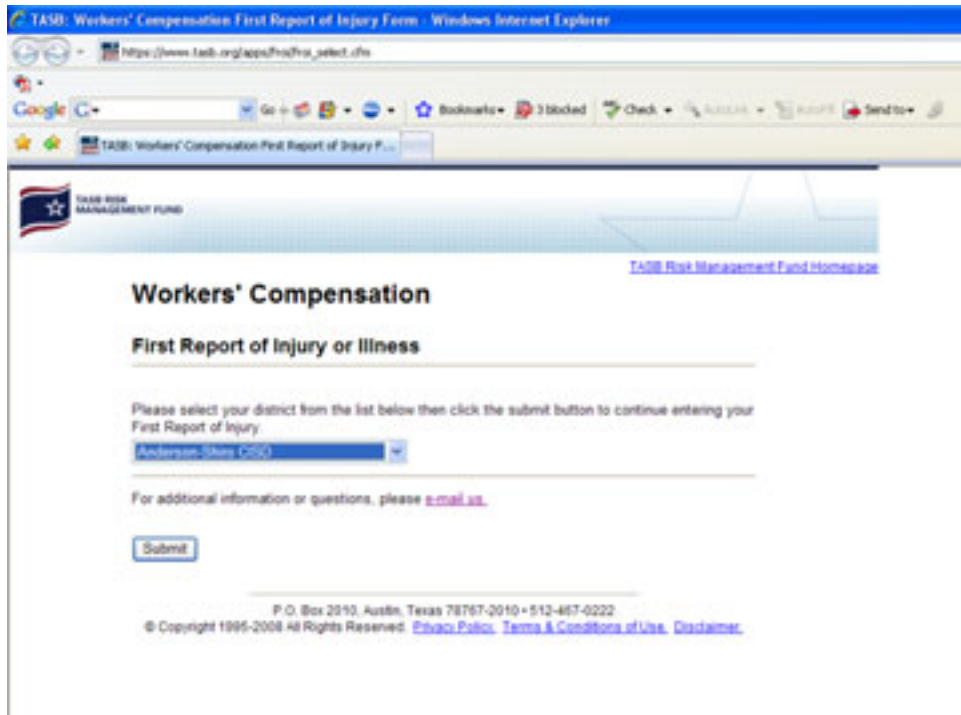 TASB: Workers' Compensation First Report of Injury Form - Windows Internet Explorer
https://www.tasb.org/apps/froi/froi_select.cfm
Google G Go Bookmarks 3 blocked Check AutoLink AutoFill Send to
TASB: Workers' Compensation First Report of Injury F...
TASB RISK
MANAGEMENT FUND
TASB Risk Management Fund Homepage
Workers' Compensation
First Report of Injury or Illness
Please select your district from the list below then click the submit button to continue entering your
First Report of Injury.
Anderson-Shiro CISD
For additional information or questions, please e-mail us.
Submit
P.O. Box 2010, Austin, Texas 78767-2010 • 512-467-0222
© Copyright 1995-2008 All Rights Reserved. Privacy Policy. Terms & Conditions of Use. Disclaimer.